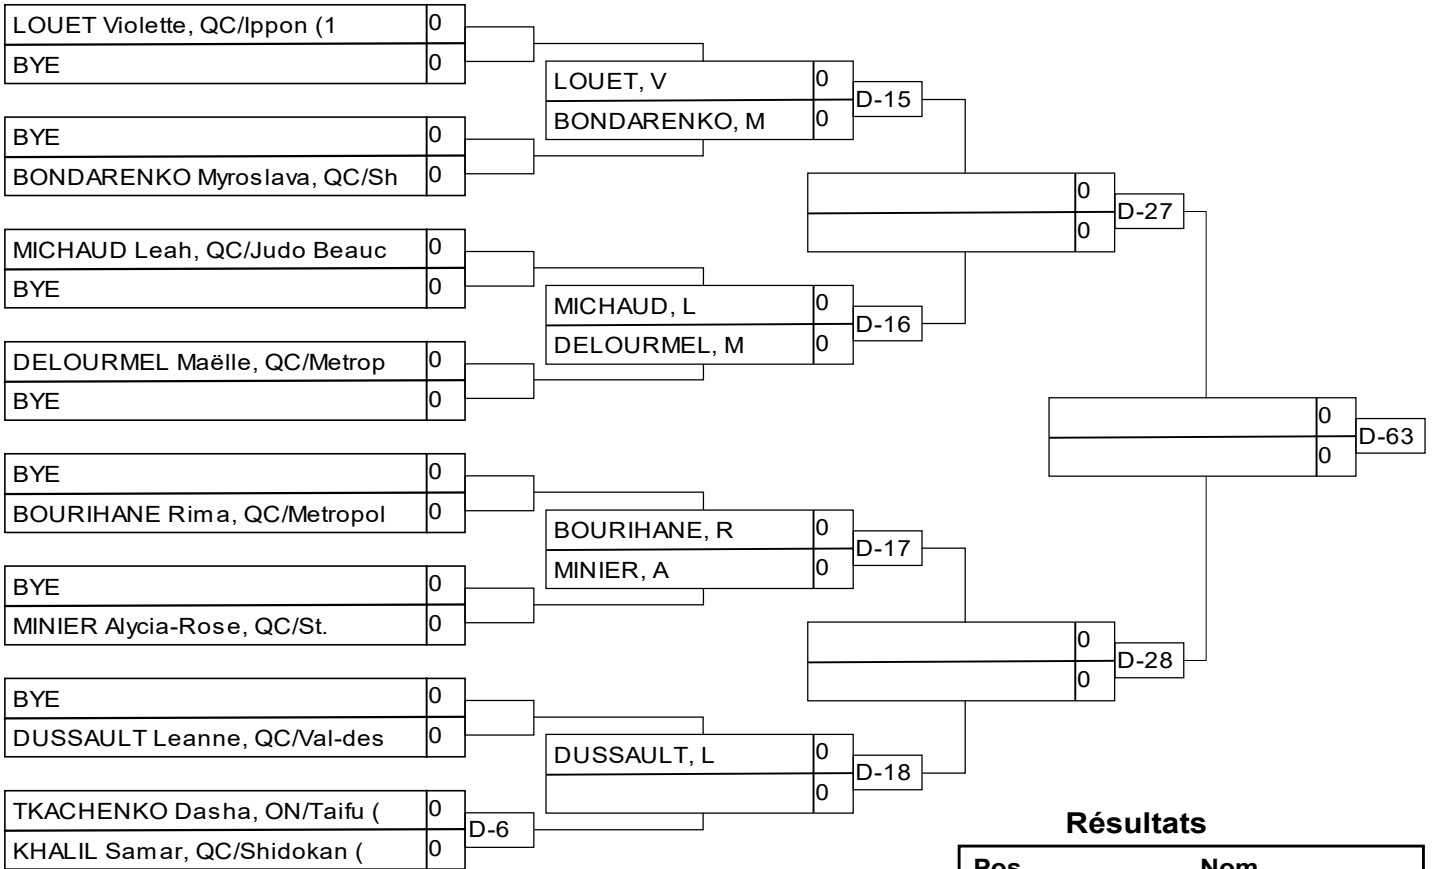 LOUET Violette, QC/Ippon (1 0
BYE 0
BYE 0
BONDARENKO Myroslava, QC/Sh 0
MICHAUD Leah, QC/Judo Beauc 0
BYE 0
DELOURMEL Maëlle, QC/Metrop 0
BYE 0
BYE 0
BOURIHANE Rima, QC/Metropol 0
BYE 0
MINIER Alycia-Rose, QC/St. 0
BYE 0
DUSSAULT Leanne, QC/Val-des 0
TKACHENKO Dasha, ON/Taifu ( 0
D-6
KHALIL Samar, QC/Shidokan ( 0
LOUET, V 0
D-15
BONDARENKO, M 0
MICHAUD, L 0
D-16
DELOURMEL, M 0
BOURIHANE, R 0
D-17
MINIER, A 0
DUSSAULT, L 0
D-18
0
0
D-27
0
0
D-28
0
0
D-63
0
Résultats
Pos Nom